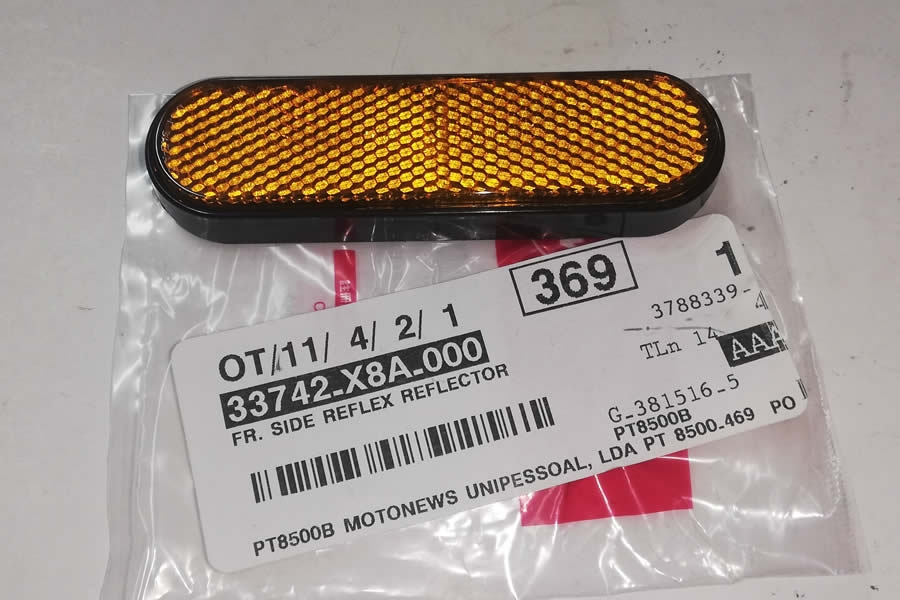 369
1
3788339-4
TLn 14
AAA
OT/11/ 4/ 2/ 1
33742-X8A-000
FR. SIDE REFLEX REFLECTOR
G-381516-5
PT8500B
PT8500B MOTONEWS UNIPESSOAL, LDA PT 8500-469 PO